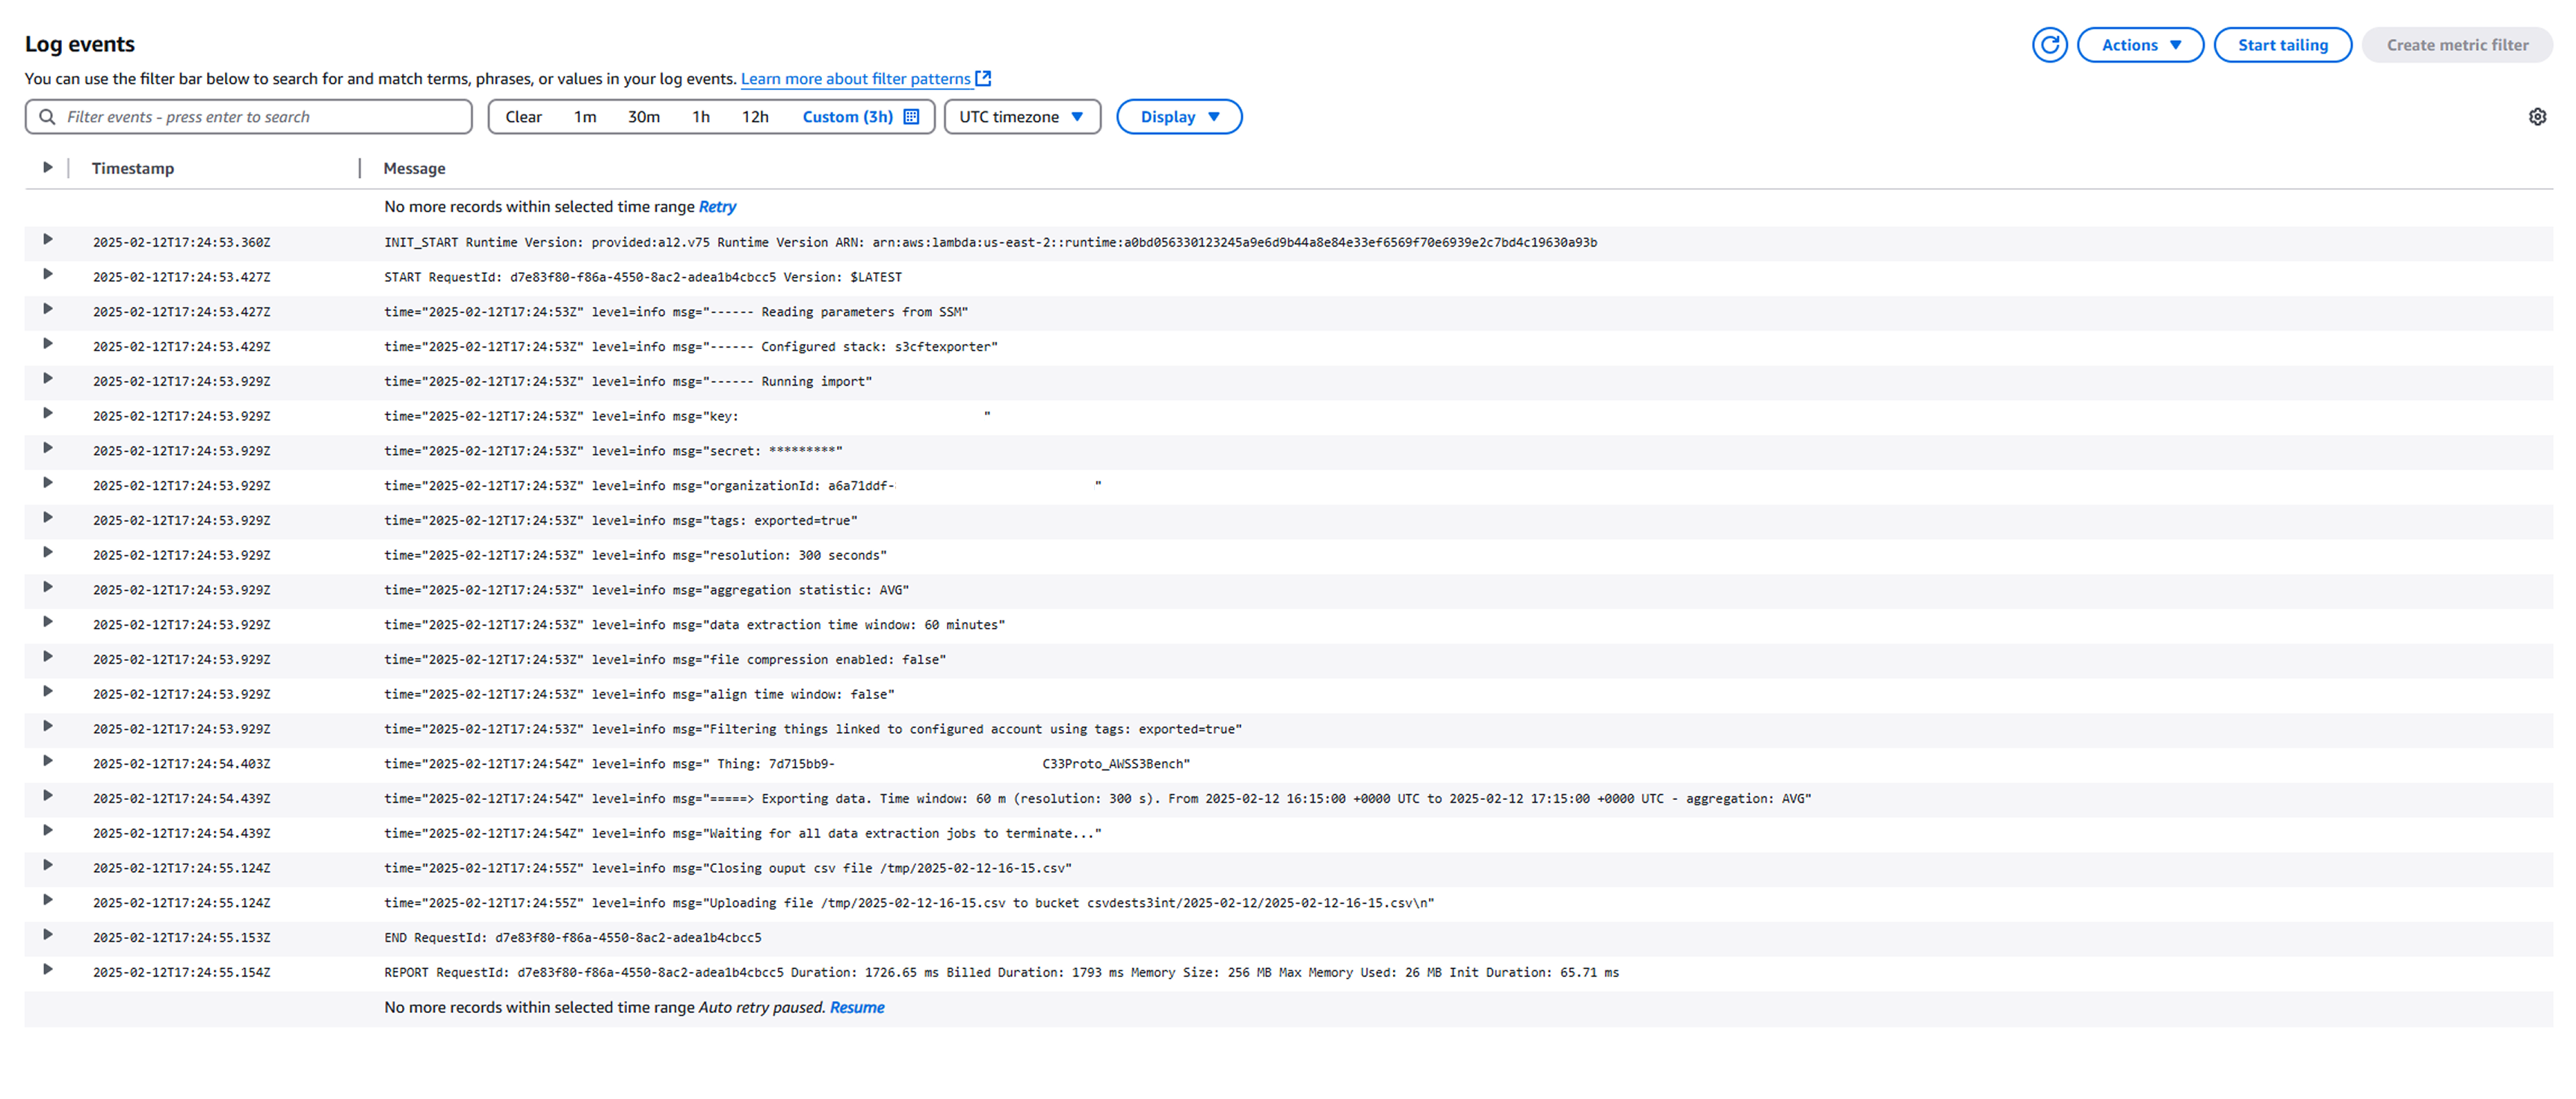 Log events
Actions
Start tailing
Create metric filter
You can use the filter bar below to search for and match terms, phrases, or values in your log events. Learn more about filter patterns
Filter events - press enter to search
Clear 1m 30m 1h 12h Custom (3h)
UTC timezone
Display
Timestamp Message
No more records within selected time range Retry
2025-02-12T17:24:53.360Z INIT_START Runtime Version: provided:al2.v75 Runtime Version ARN: arn:aws:lambda:us-east-2::runtime:a0bd056330123245a9e6d9b44a8e84e33ef6569f70e6939e2c7bd4c19630a93b
2025-02-12T17:24:53.427Z START RequestId: d7e83f80-f86a-4550-8ac2-adea1b4cbcc5 Version: $LATEST
2025-02-12T17:24:53.427Z time="2025-02-12T17:24:53Z" level=info msg="------ Reading parameters from SSM"
2025-02-12T17:24:53.429Z time="2025-02-12T17:24:53Z" level=info msg="------ Configured stack: s3cftexporter"
2025-02-12T17:24:53.929Z time="2025-02-12T17:24:53Z" level=info msg="------ Running import"
2025-02-12T17:24:53.929Z time="2025-02-12T17:24:53Z" level=info msg="key: "
2025-02-12T17:24:53.929Z time="2025-02-12T17:24:53Z" level=info msg="secret: *********"
2025-02-12T17:24:53.929Z time="2025-02-12T17:24:53Z" level=info msg="organizationId: a6a71ddf- "
2025-02-12T17:24:53.929Z time="2025-02-12T17:24:53Z" level=info msg="tags: exported=true"
2025-02-12T17:24:53.929Z time="2025-02-12T17:24:53Z" level=info msg="resolution: 300 seconds"
2025-02-12T17:24:53.929Z time="2025-02-12T17:24:53Z" level=info msg="aggregation statistic: AVG"
2025-02-12T17:24:53.929Z time="2025-02-12T17:24:53Z" level=info msg="data extraction time window: 60 minutes"
2025-02-12T17:24:53.929Z time="2025-02-12T17:24:53Z" level=info msg="file compression enabled: false"
2025-02-12T17:24:53.929Z time="2025-02-12T17:24:53Z" level=info msg="align time window: false"
2025-02-12T17:24:53.929Z time="2025-02-12T17:24:53Z" level=info msg="Filtering things linked to configured account using tags: exported=true"
2025-02-12T17:24:54.403Z time="2025-02-12T17:24:54Z" level=info msg=" Thing: 7d715bb9- C33Proto_AWSS3Bench"
2025-02-12T17:24:54.439Z time="2025-02-12T17:24:54Z" level=info msg="=====> Exporting data. Time window: 60 m (resolution: 300 s). From 2025-02-12 16:15:00 +0000 UTC to 2025-02-12 17:15:00 +0000 UTC - aggregation: AVG"
2025-02-12T17:24:54.439Z time="2025-02-12T17:24:54Z" level=info msg="Waiting for all data extraction jobs to terminate..."
2025-02-12T17:24:55.124Z time="2025-02-12T17:24:55Z" level=info msg="Closing ouput csv file /tmp/2025-02-12-16-15.csv"
2025-02-12T17:24:55.124Z time="2025-02-12T17:24:55Z" level=info msg="Uploading file /tmp/2025-02-12-16-15.csv to bucket csvdests3int/2025-02-12/2025-02-12-16-15.csv\n"
2025-02-12T17:24:55.153Z END RequestId: d7e83f80-f86a-4550-8ac2-adea1b4cbcc5
2025-02-12T17:24:55.154Z REPORT RequestId: d7e83f80-f86a-4550-8ac2-adea1b4cbcc5 Duration: 1726.65 ms Billed Duration: 1793 ms Memory Size: 256 MB Max Memory Used: 26 MB Init Duration: 65.71 ms
No more records within selected time range Auto retry paused. Resume